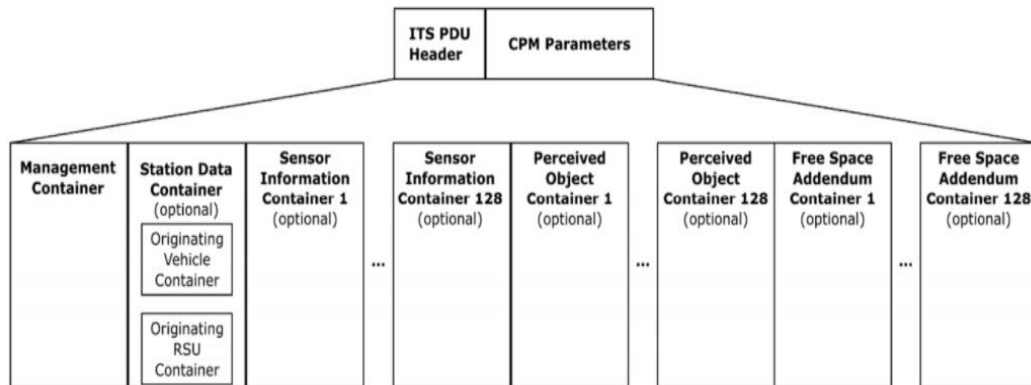 ITS PDU
Header
CPM Parameters
Management
Container
Station Data
Container
(optional)
Originating
Vehicle
Container
Originating
RSU
Container
Sensor
Information
Container 1
(optional)
...
Sensor
Information
Container 128
(optional)
Perceived
Object
Container 1
(optional)
...
Perceived
Object
Container 128
(optional)
Free Space
Addendum
Container 1
(optional)
...
Free Space
Addendum
Container 128
(optional)